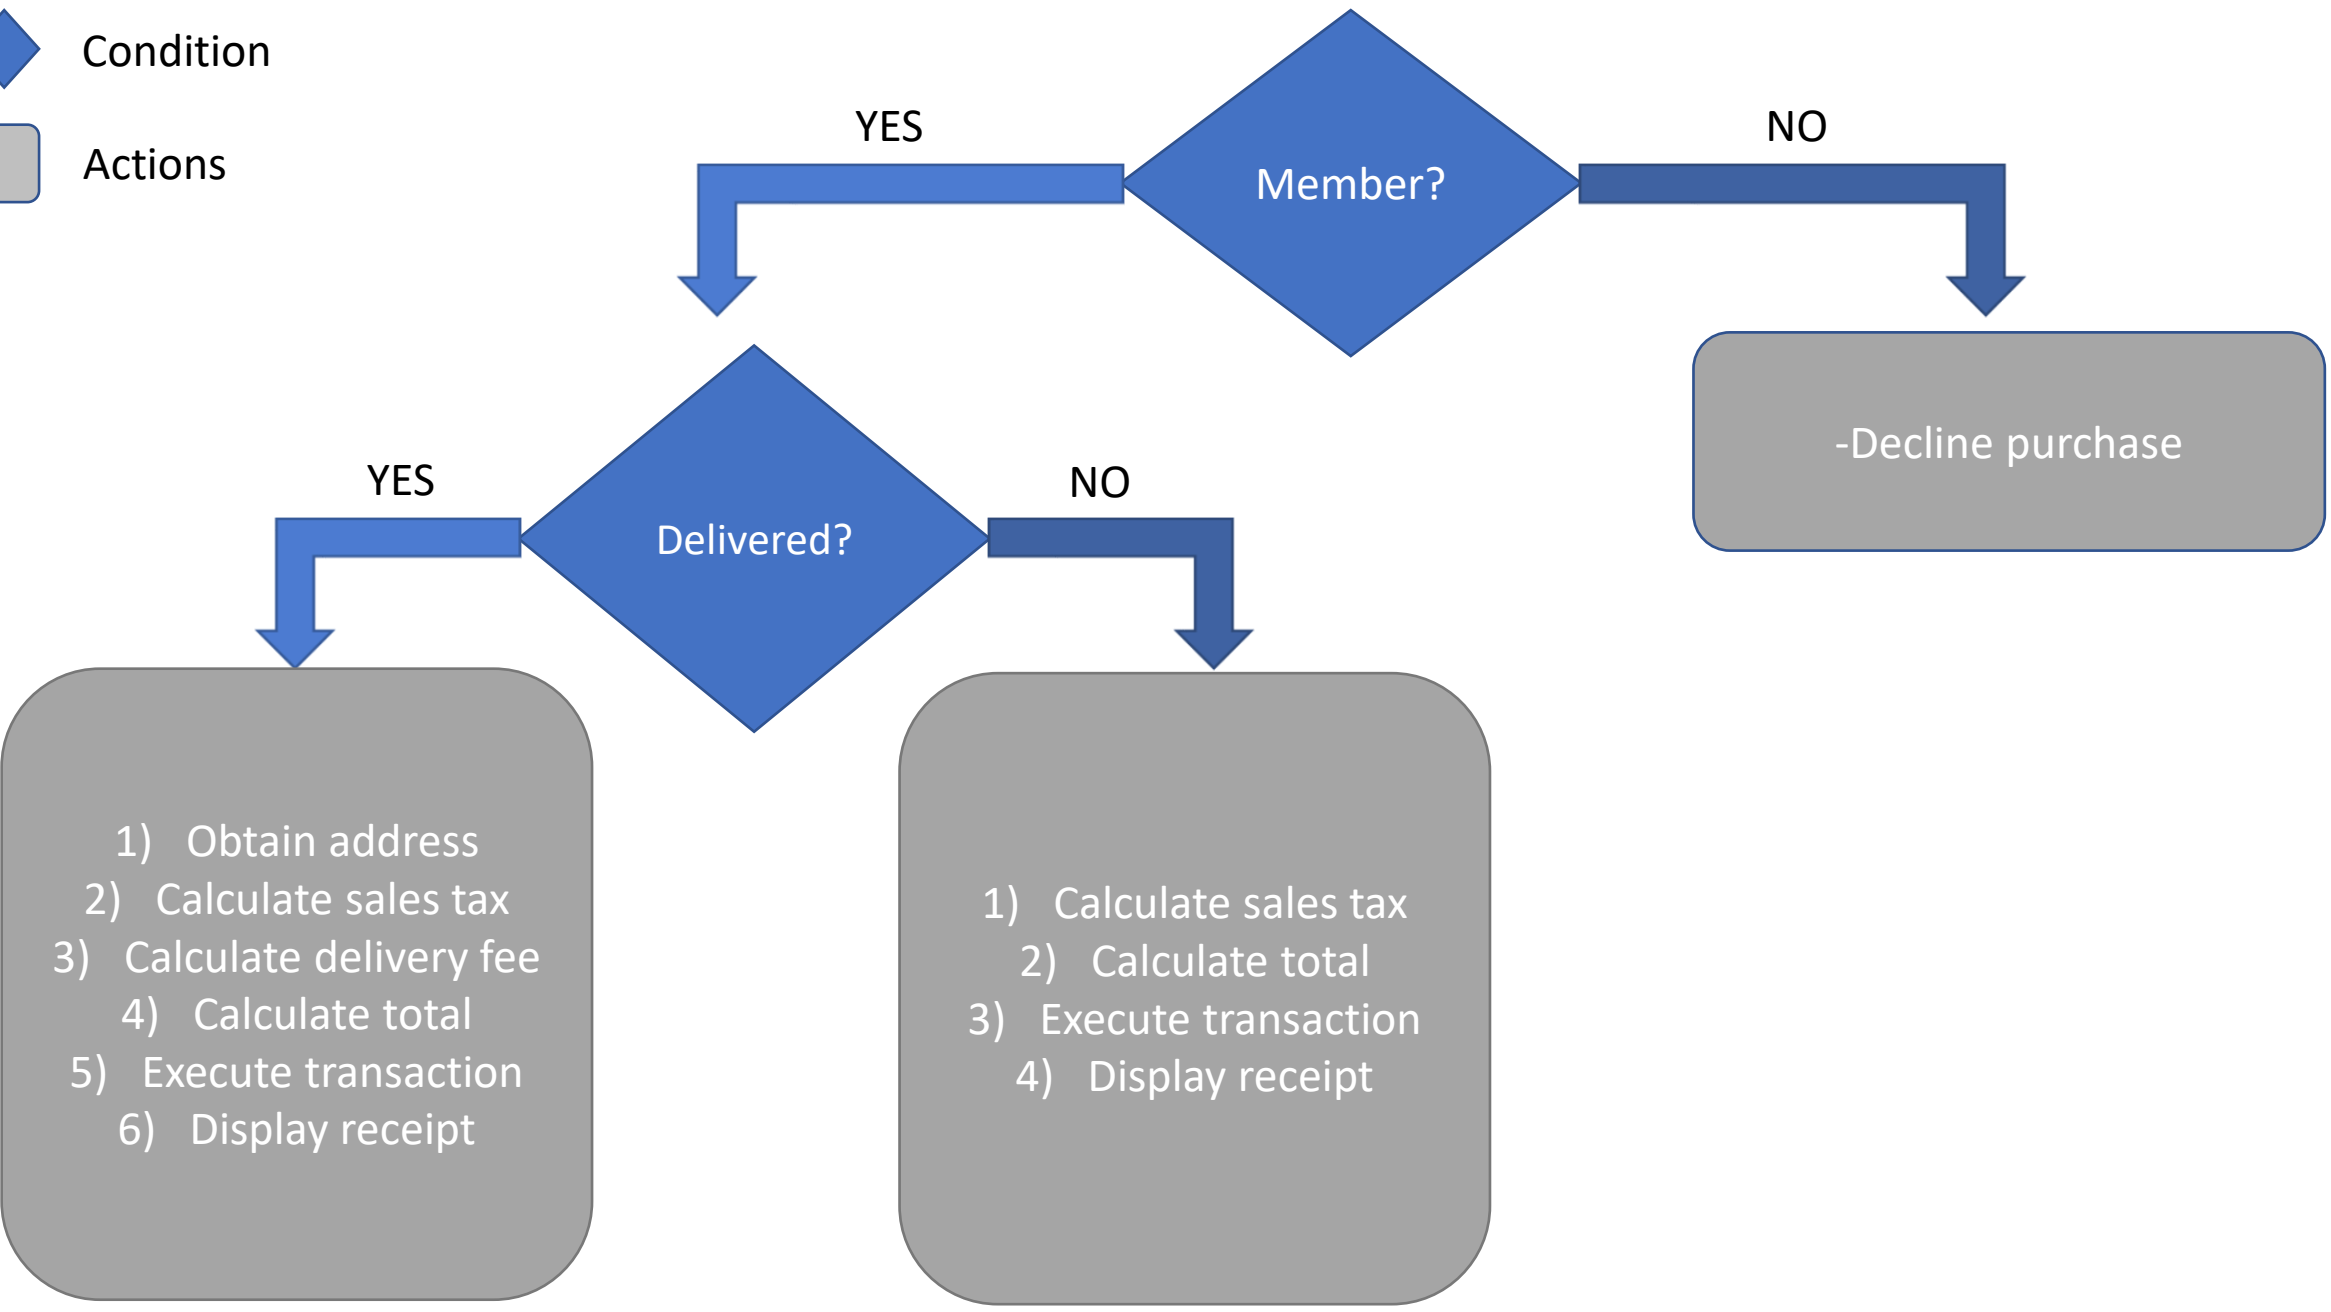 Condition
Actions
YES
Member?
NO
-Decline purchase
YES
Delivered?
NO
1) Obtain address
2) Calculate sales tax
3) Calculate delivery fee
4) Calculate total
5) Execute transaction
6) Display receipt
1) Calculate sales tax
2) Calculate total
3) Execute transaction
4) Display receipt